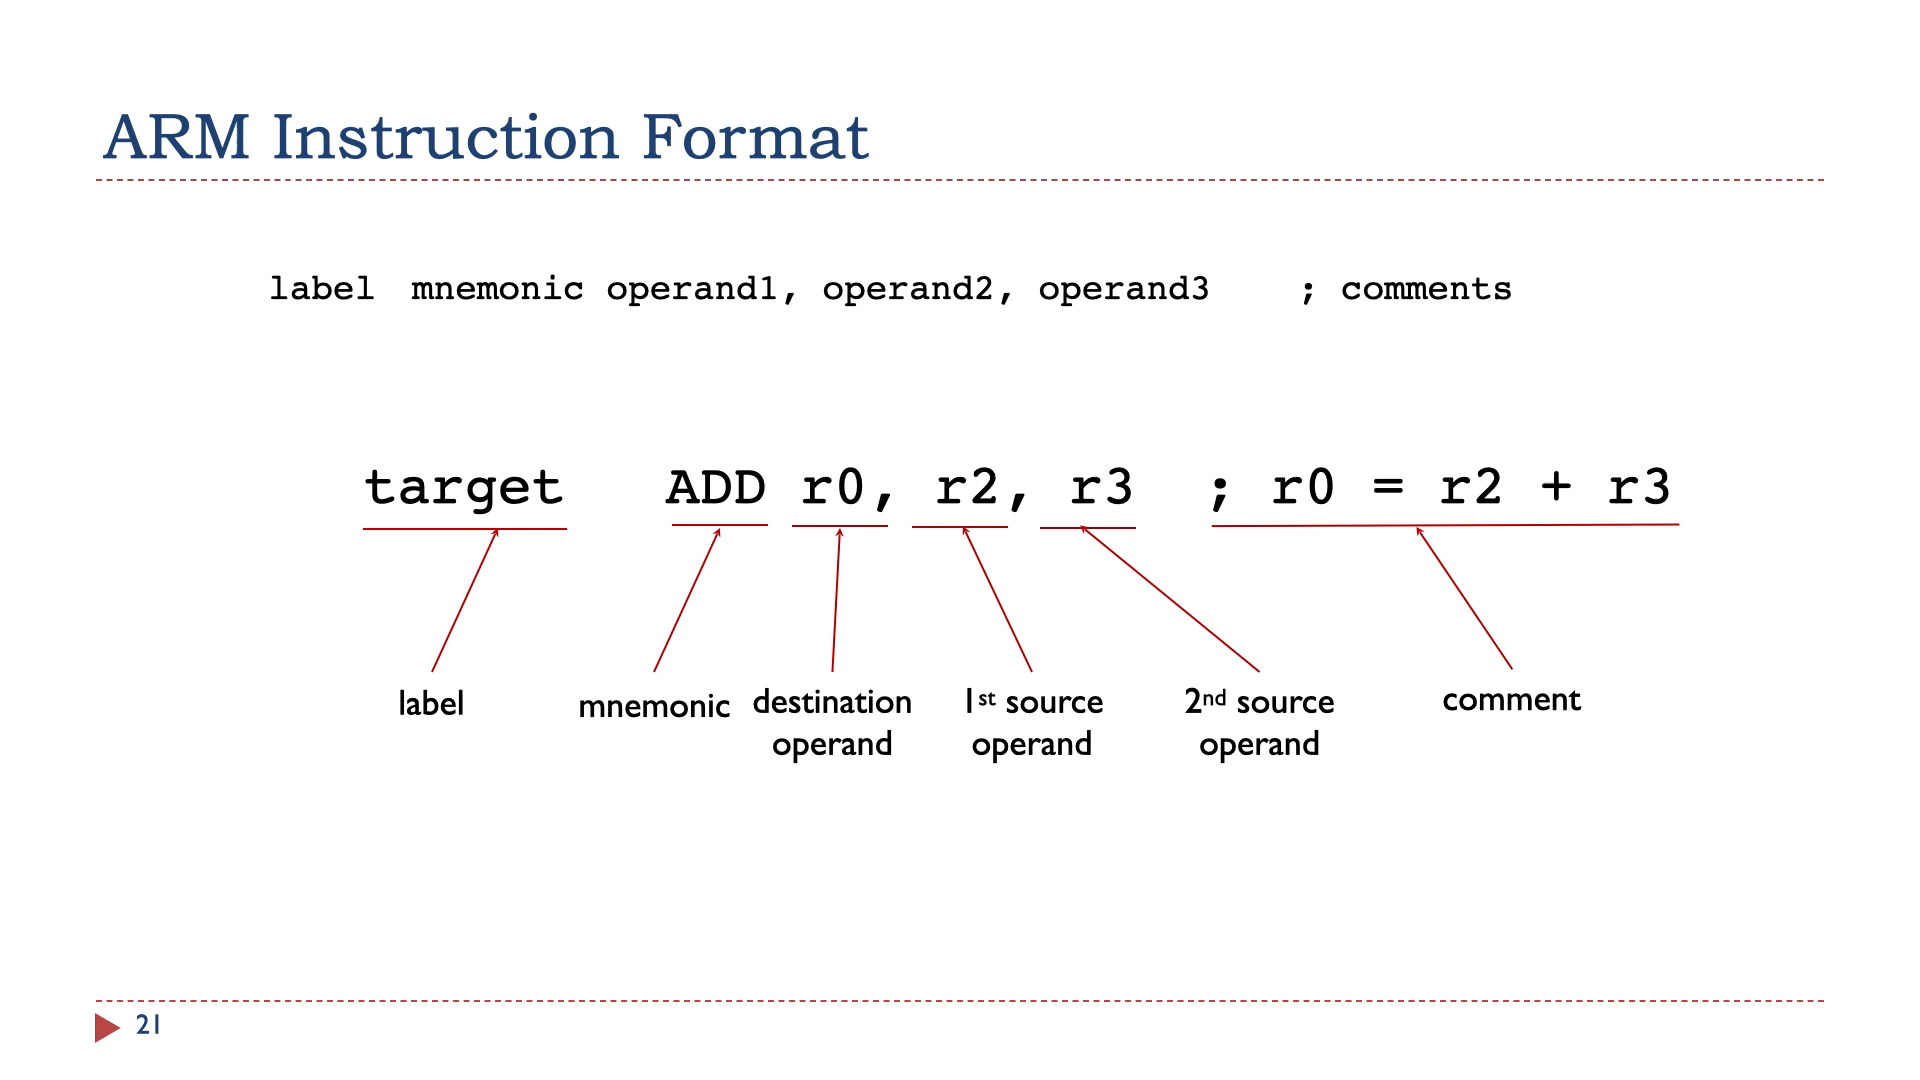 ARM Instruction Format
label mnemonic operand1, operand2, operand3 ; comments
target ADD r0, r2, r3 ; r0 = r2 + r3
label
mnemonic
destination
operand
1st source
operand
2nd source
operand
comment
21